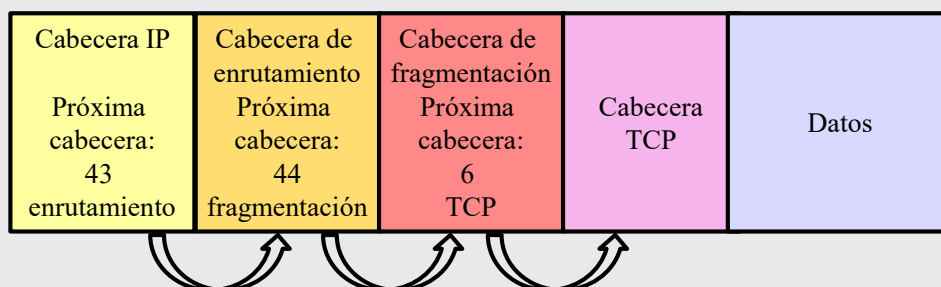 Cabecera IP
Próxima
cabecera:
43
enrutamiento
Cabecera de
enrutamiento
Próxima
cabecera:
44
fragmentación
Cabecera de
fragmentación
Próxima
cabecera:
6
TCP
Cabecera
TCP
Datos